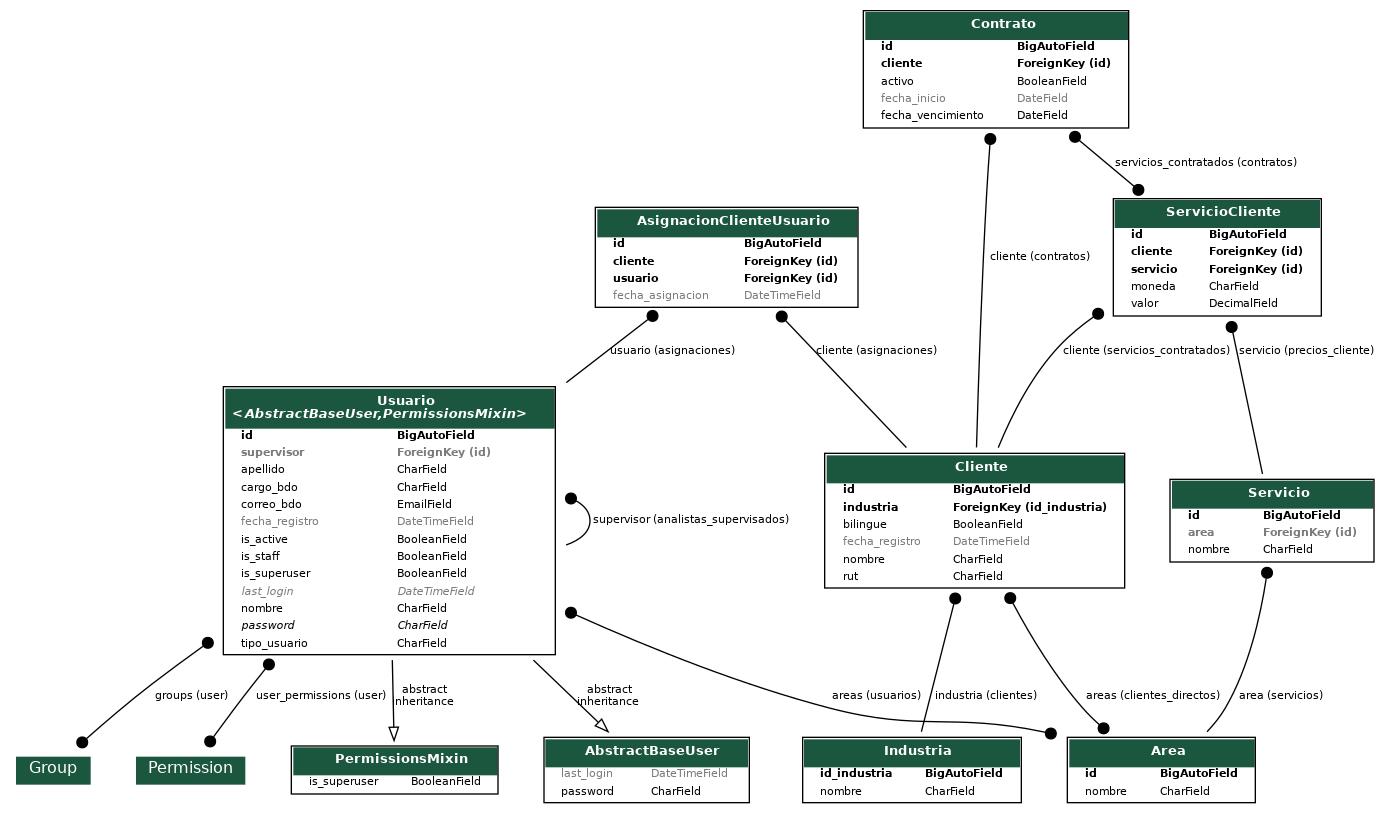 Contrato
id BigAutoField
cliente ForeignKey (id)
activo BooleanField
fecha_inicio DateField
fecha_vencimiento DateField
servicios_contratados (contratos)
AsignacionClienteUsuario
id BigAutoField
cliente ForeignKey (id)
usuario ForeignKey (id)
fecha_asignacion DateTimeField
ServicioCliente
id BigAutoField
cliente ForeignKey (id)
servicio ForeignKey (id)
moneda CharField
valor DecimalField
cliente (contratos)
usuario (asignaciones)
cliente (asignaciones)
cliente (servicios_contratados)
servicio (precios_cliente)
Usuario
<AbstractBaseUser,PermissionsMixin>
id BigAutoField
supervisor ForeignKey (id)
apellido CharField
cargo_bdo CharField
correo_bdo EmailField
fecha_registro DateTimeField
is_active BooleanField
is_staff BooleanField
is_superuser BooleanField
last_login DateTimeField
nombre CharField
password CharField
tipo_usuario CharField
supervisor (analistas_supervisados)
Cliente
id BigAutoField
industria ForeignKey (id_industria)
bilingue BooleanField
fecha_registro DateTimeField
nombre CharField
rut CharField
Servicio
id BigAutoField
area ForeignKey (id)
nombre CharField
groups (user)
user_permissions (user)
abstract
inheritance
abstract
inheritance
areas (usuarios)
industria (clientes)
areas (clientes_directos)
area (servicios)
Group
Permission
PermissionsMixin
is_superuser BooleanField
AbstractBaseUser
last_login DateTimeField
password CharField
Industria
id_industria BigAutoField
nombre CharField
Area
id BigAutoField
nombre CharField